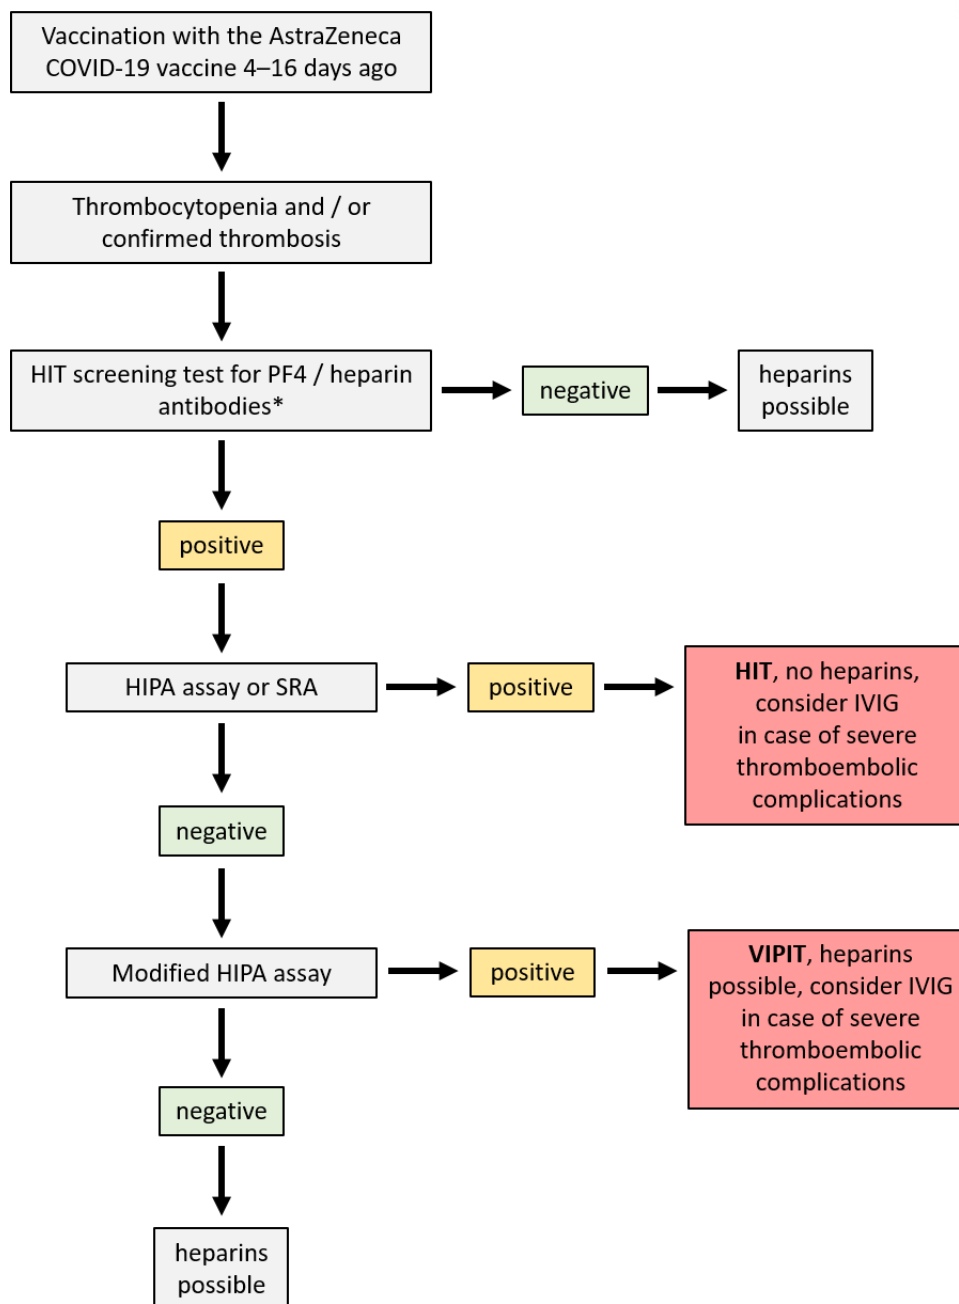 Vaccination with the AstraZeneca
COVID-19 vaccine 4–16 days ago
Thrombocytopenia and / or
confirmed thrombosis
HIT screening test for PF4 / heparin
antibodies*
negative
heparins
possible
positive
HIPA assay or SRA
positive
HIT, no heparins,
consider IVIG
in case of severe
thromboembolic
complications
negative
Modified HIPA assay
positive
VIPIT, heparins
possible, consider IVIG
in case of severe
thromboembolic
complications
negative
heparins
possible